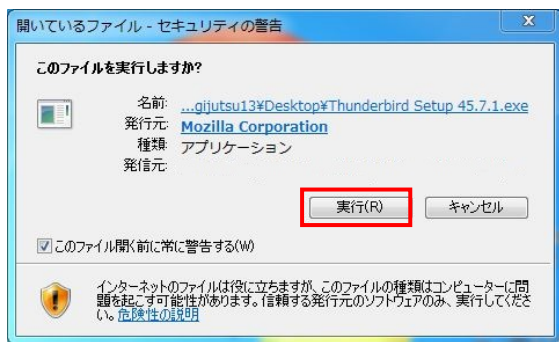 開いているファイル - セキュリティの警告
X
このファイルを実行しますか?
名前: ...gijutsu13¥Desktop¥Thunderbird Setup 45.7.1.exe
発行元: Mozilla Corporation
種類: アプリケーション
発信元:
実行(R)
キャンセル
このファイル開く前に常に警告する(W)
インターネットのファイルは役に立ちますが、このファイルの種類はコンピューターに問
題を起こす可能性があります。信頼する発行元のソフトウェアのみ、実行してくださ
い。危険性の説明